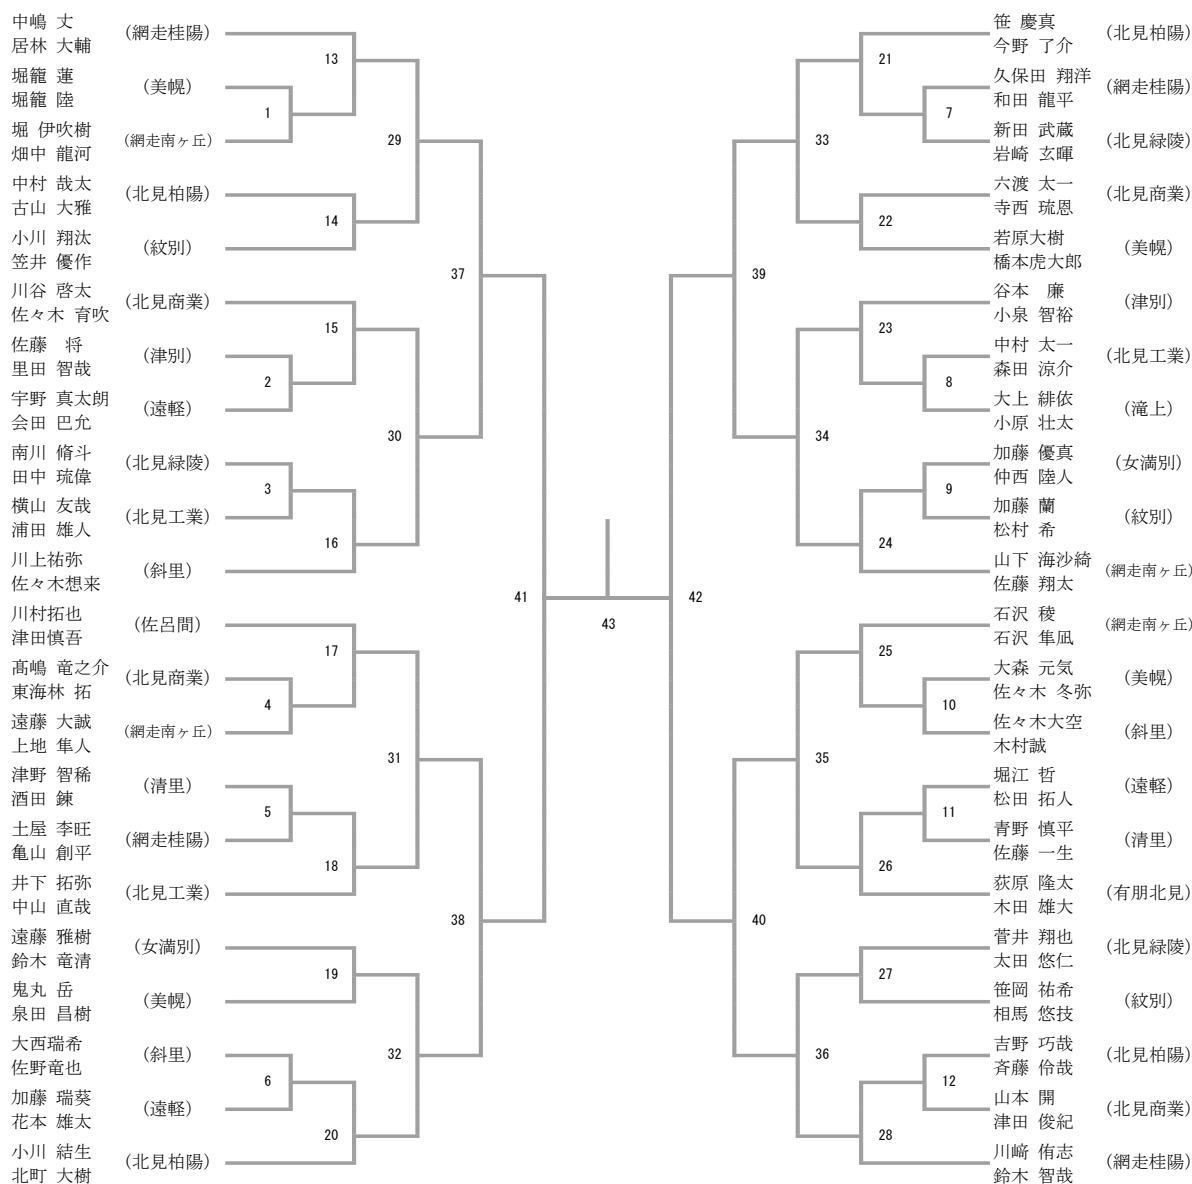 中嶋 丈
居林 大輔
(網走桂陽)
堀籠 蓮
堀籠 陸
(美幌)
堀 伊吹樹
畑中 龍河
(網走南ヶ丘)
中村 哉太
古山 大雅
(北見柏陽)
小川 翔汰
笠井 優作
(紋別)
川谷 啓太
佐々木 育吹
(北見商業)
佐藤 将
里田 智哉
(津別)
宇野 真太朗
会田 巴允
(遠軽)
南川 脩斗
田中 琉偉
(北見緑陵)
横山 友哉
浦田 雄人
(北見工業)
川上祐弥
佐々木想来
(斜里)
川村拓也
津田慎吾
(佐呂間)
髙嶋 竜之介
東海林 拓
(北見商業)
遠藤 大誠
上地 隼人
(網走南ヶ丘)
津野 智稀
酒田 錬
(清里)
土屋 李旺
亀山 創平
(網走桂陽)
井下 拓弥
中山 直哉
(北見工業)
遠藤 雅樹
鈴木 竜清
(女満別)
鬼丸 岳
泉田 昌樹
(美幌)
大西瑞希
佐野竜也
(斜里)
加藤 瑞葵
花本 雄太
(遠軽)
小川 結生
北町 大樹
(北見柏陽)
1
2
3
4
5
6
13
14
15
16
17
18
19
20
29
30
31
32
37
38
41
43
42
39
40
33
34
35
36
21
22
23
24
25
26
27
28
7
8
9
10
11
12
笹 慶真
今野 了介
(北見柏陽)
久保田 翔洋
和田 龍平
(網走桂陽)
新田 武蔵
岩崎 玄暉
(北見緑陵)
六渡 太一
寺西 琉恩
(北見商業)
若原大樹
橋本虎大郎
(美幌)
谷本 廉
小泉 智裕
(津別)
中村 太一
森田 涼介
(北見工業)
大上 緋依
小原 壮太
(滝上)
加藤 優真
仲西 陸人
(女満別)
加藤 蘭
松村 希
(紋別)
山下 海沙綺
佐藤 翔太
(網走南ヶ丘)
石沢 稜
石沢 隼凪
(網走南ヶ丘)
大森 元気
佐々木 冬弥
(美幌)
佐々木大空
木村誠
(斜里)
堀江 哲
松田 拓人
(遠軽)
青野 慎平
佐藤 一生
(清里)
荻原 隆太
木田 雄大
(有朋北見)
菅井 翔也
太田 悠仁
(北見緑陵)
笹岡 祐希
相馬 悠技
(紋別)
吉野 巧哉
斉藤 伶哉
(北見柏陽)
山本 開
津田 俊紀
(北見商業)
川﨑 侑志
鈴木 智哉
(網走桂陽)